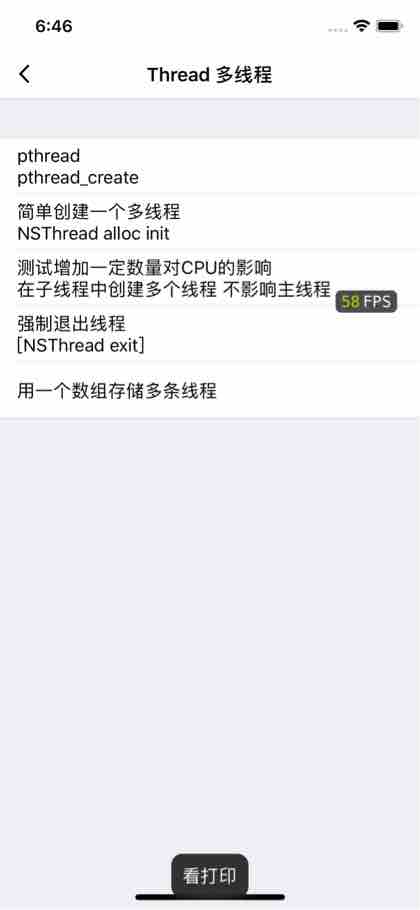 6:46
Thread 多线程
pthread
pthread_create
简单创建一个多线程
NSThread alloc init
测试增加一定数量对CPU的影响
在子线程中创建多个线程 不影响主线程
58 FPS
强制退出线程
[NSThread exit]
用一个数组存储多条线程
看打印